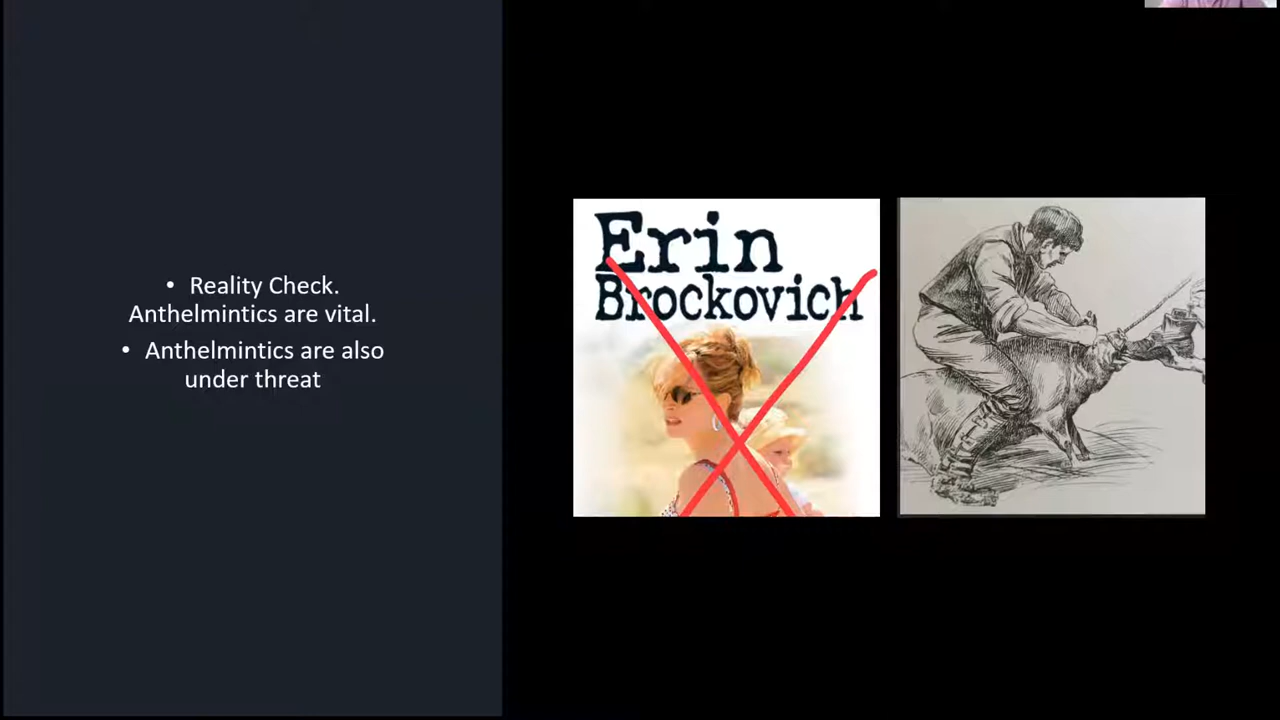 • Reality Check.
Anthelmintics are vital.
• Anthelmintics are also
under threat
Erin
Brockovich